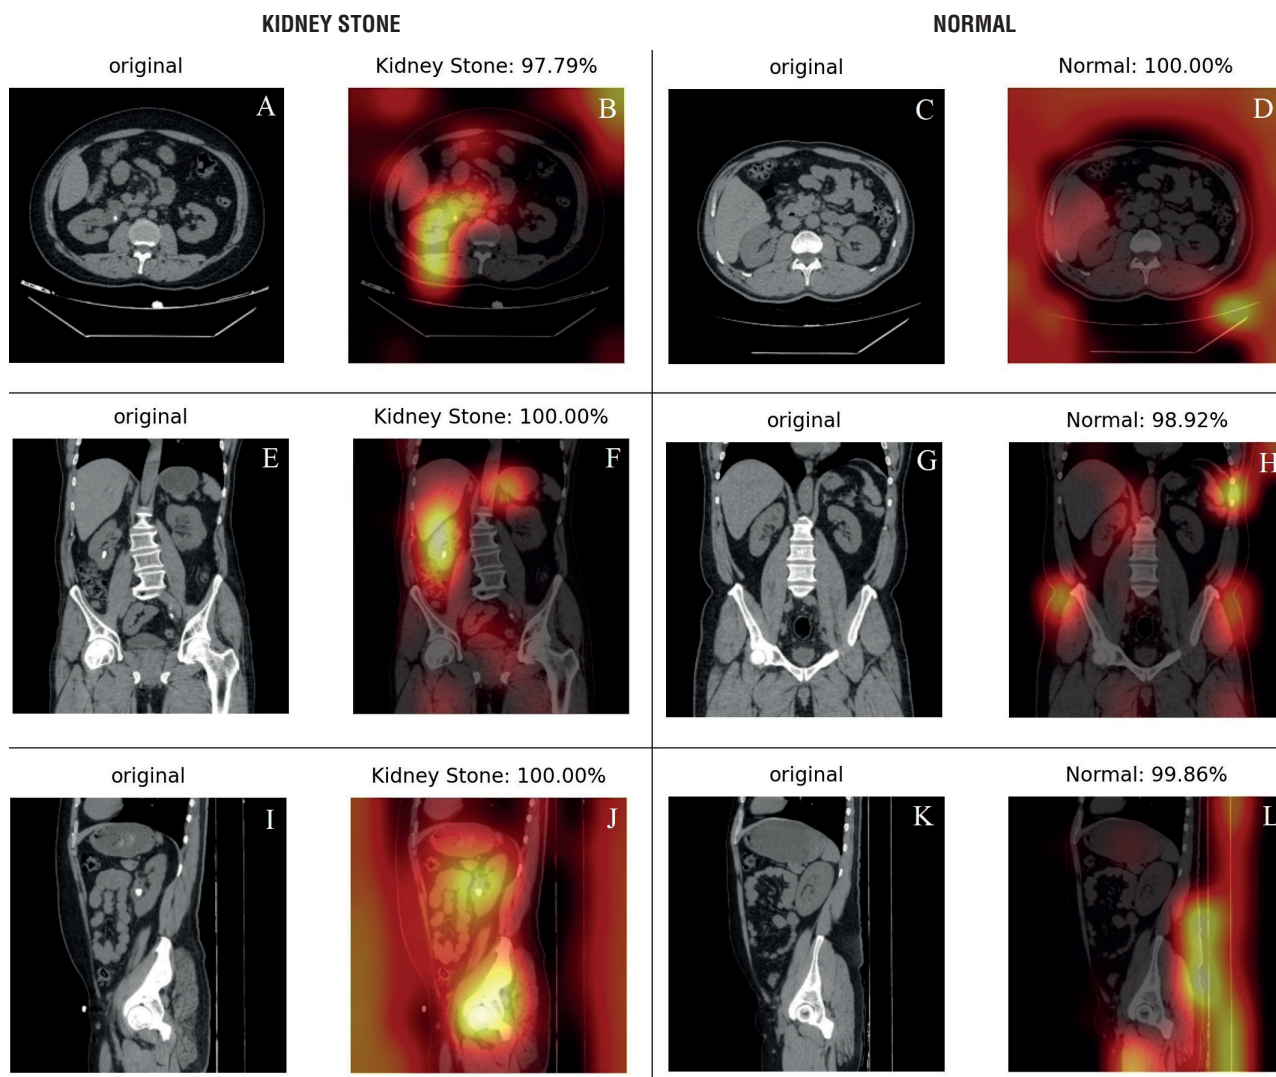 KIDNEY STONE
NORMAL
original
Kidney Stone: 97.79%
original
Normal: 100.00%
A
B
C
D
original
Kidney Stone: 100.00%
original
Normal: 98.92%
E
F
G
H
original
Kidney Stone: 100.00%
original
Normal: 99.86%
I
J
K
L